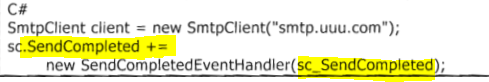 C#
SmtpClient client = new SmtpClient("smtp.uuu.com");
sc.SendCompleted +=
new SendCompletedEventHandler(sc_SendCompleted);